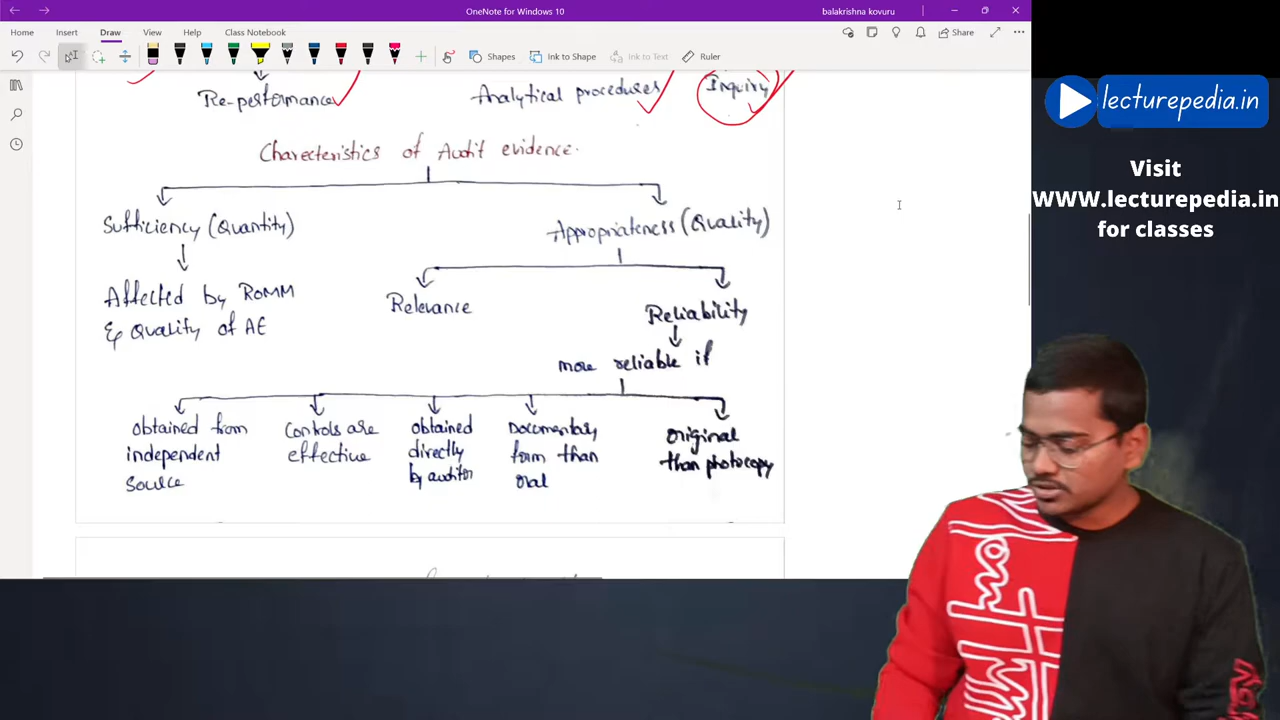 OneNote for Windows 10
balakrishna kovuru
Home Insert Draw View Help Class Notebook
Share
Shapes Ink to Shape Ink to Text Math Ruler
Re-performance
Analytical procedures
Inquiry
Charecteristics of Audit evidence.
Sufficiency (Quantity)
Appropriateness (Quality)
Affected by ROMM
& Quality of AE
Relevance
Reliability
more reliable if
obtained from
independent
source
Controls are
effective
obtained
directly
by auditor
Documentary
form than
oral
original
than photocopy
lecturepedia.in
Visit
WWW.lecturepedia.in
for classes